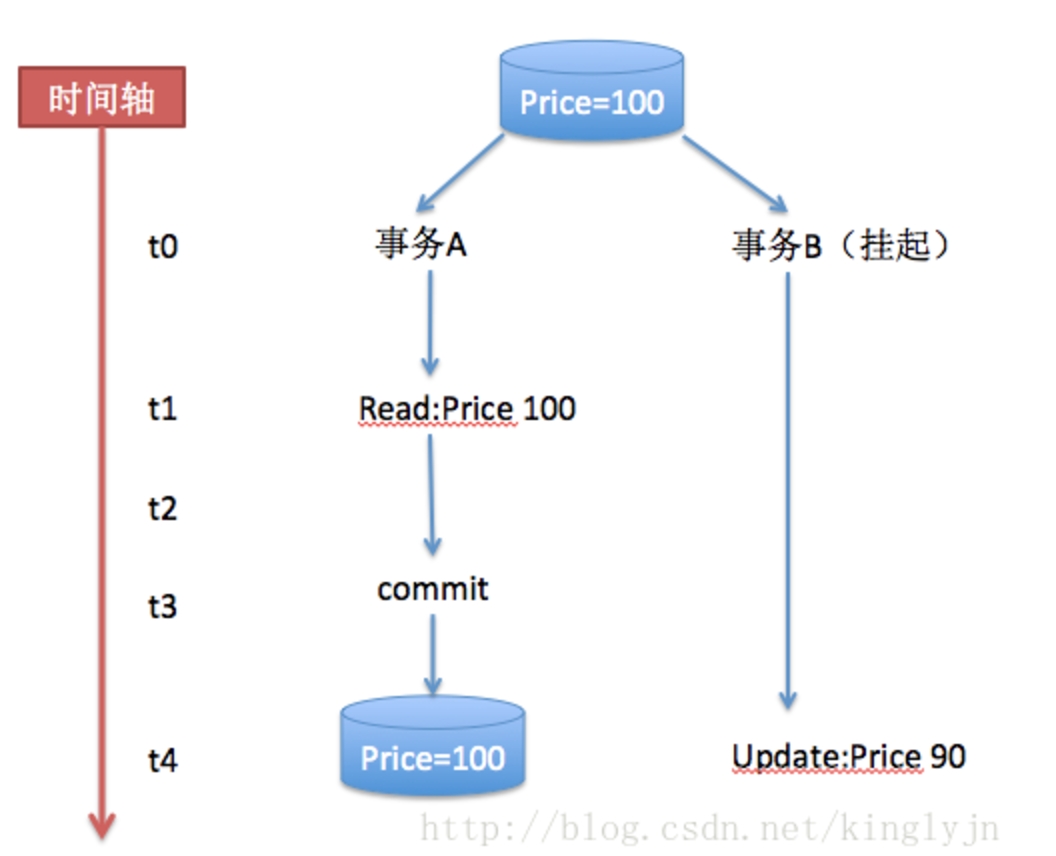 时间轴
Price=100
t0
事务A
事务B（挂起）
t1
Read:Price 100
t2
commit
t3
Price=100
t4
Update:Price 90
http://blog.csdn.net/kinglyjn